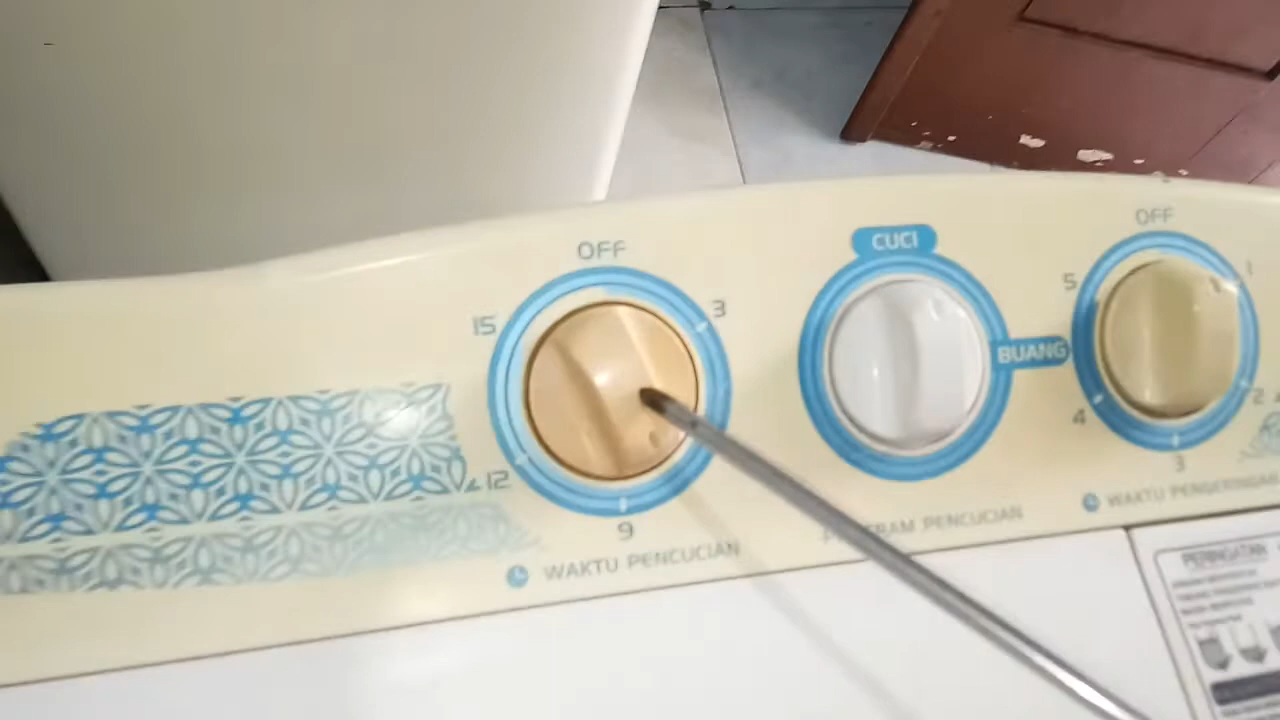 OFF
3
15
12
9
WAKTU PENCUCIAN
CUCI
BUANG
PENCUCIAN
OFF
1
5
4
2
3
WAKTU PENGERINGAN
PERINGATAN